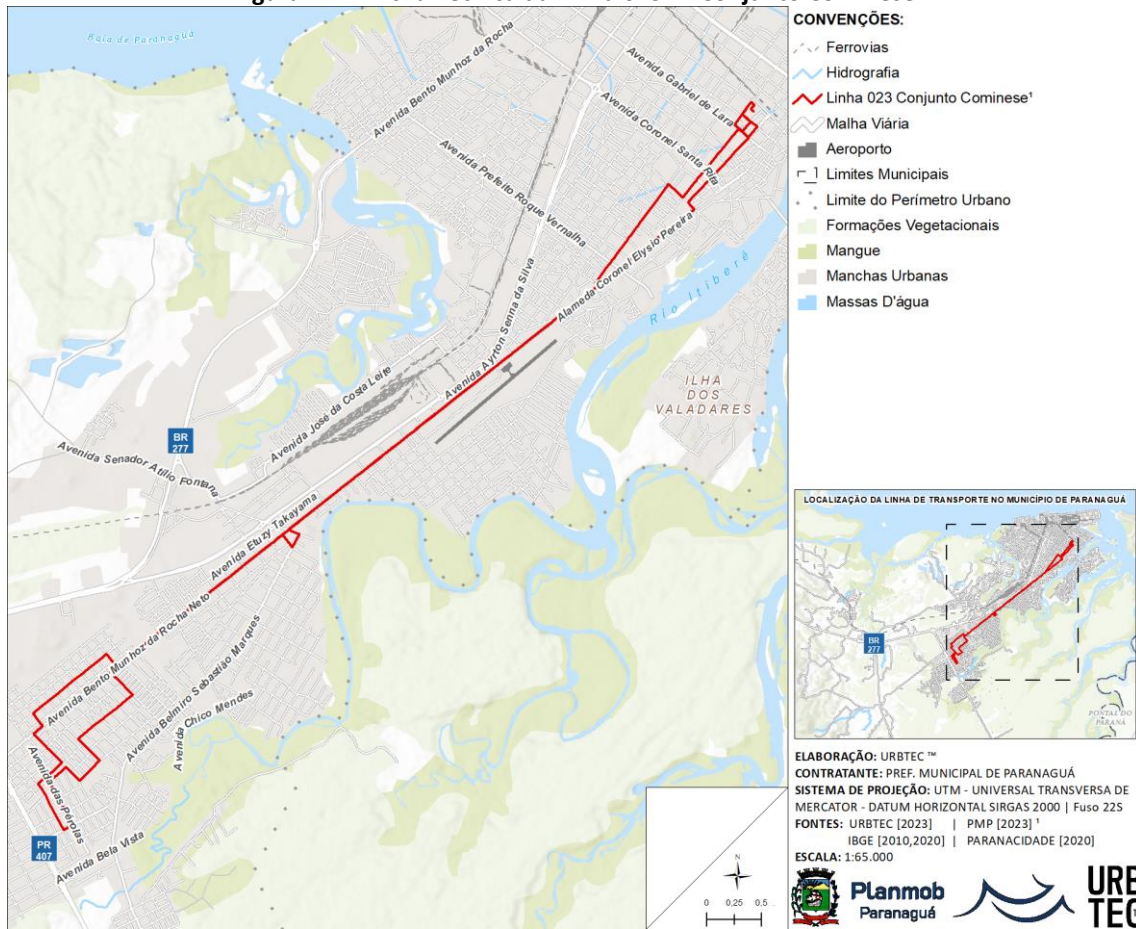 CONVENÇÕES:
Ferrovias
Hidrografia
Linha 023 Conjunto Cominese¹
Malha Viária
Aeroporto
Limites Municipais
Limite do Perímetro Urbano
Formações Vegetacionais
Mangue
Manchas Urbanas
Massas D'água
Baía de Paranaguá
Avenida Bento Munhoz da Rocha
Avenida Gabriel de Lara
Avenida Coronel Santa Rita
Avenida Prefeito Roque Vernalha
Alameda Coronel Elysio Pereira
Rio Itiberê
Avenida Ayrton Senna da Silva
Avenida José da Costa Leite
ILHA
DOS
VALADARES
BR
277
Avenida Senador Atílio Fontana
Avenida Etuzy Takayama
Avenida Bento Munhoz da Rocha Neto
Avenida Belmiro Sebastião Marques
Avenida Chico Mendes
Avenida das Pérolas
PR
407
Avenida Bela Vista
N
0 0,25 0,5
LOCALIZAÇÃO DA LINHA DE TRANSPORTE NO MUNICÍPIO DE PARANAGUÁ
BR
277
PONTAL DO
PARANÁ
ELABORAÇÃO: URBTEC ™
CONTRATANTE: PREF. MUNICIPAL DE PARANAGUÁ
SISTEMA DE PROJEÇÃO: UTM - UNIVERSAL TRANSVERSA DE
MERCATOR - DATUM HORIZONTAL SIRGAS 2000 | Fuso 22S
FONTES: URBTEC [2023] | PMP [2023] ¹
IBGE [2010,2020] | PARANACIDADE [2020]
ESCALA: 1:65.000
Planmob
Paranaguá
URB
TEC